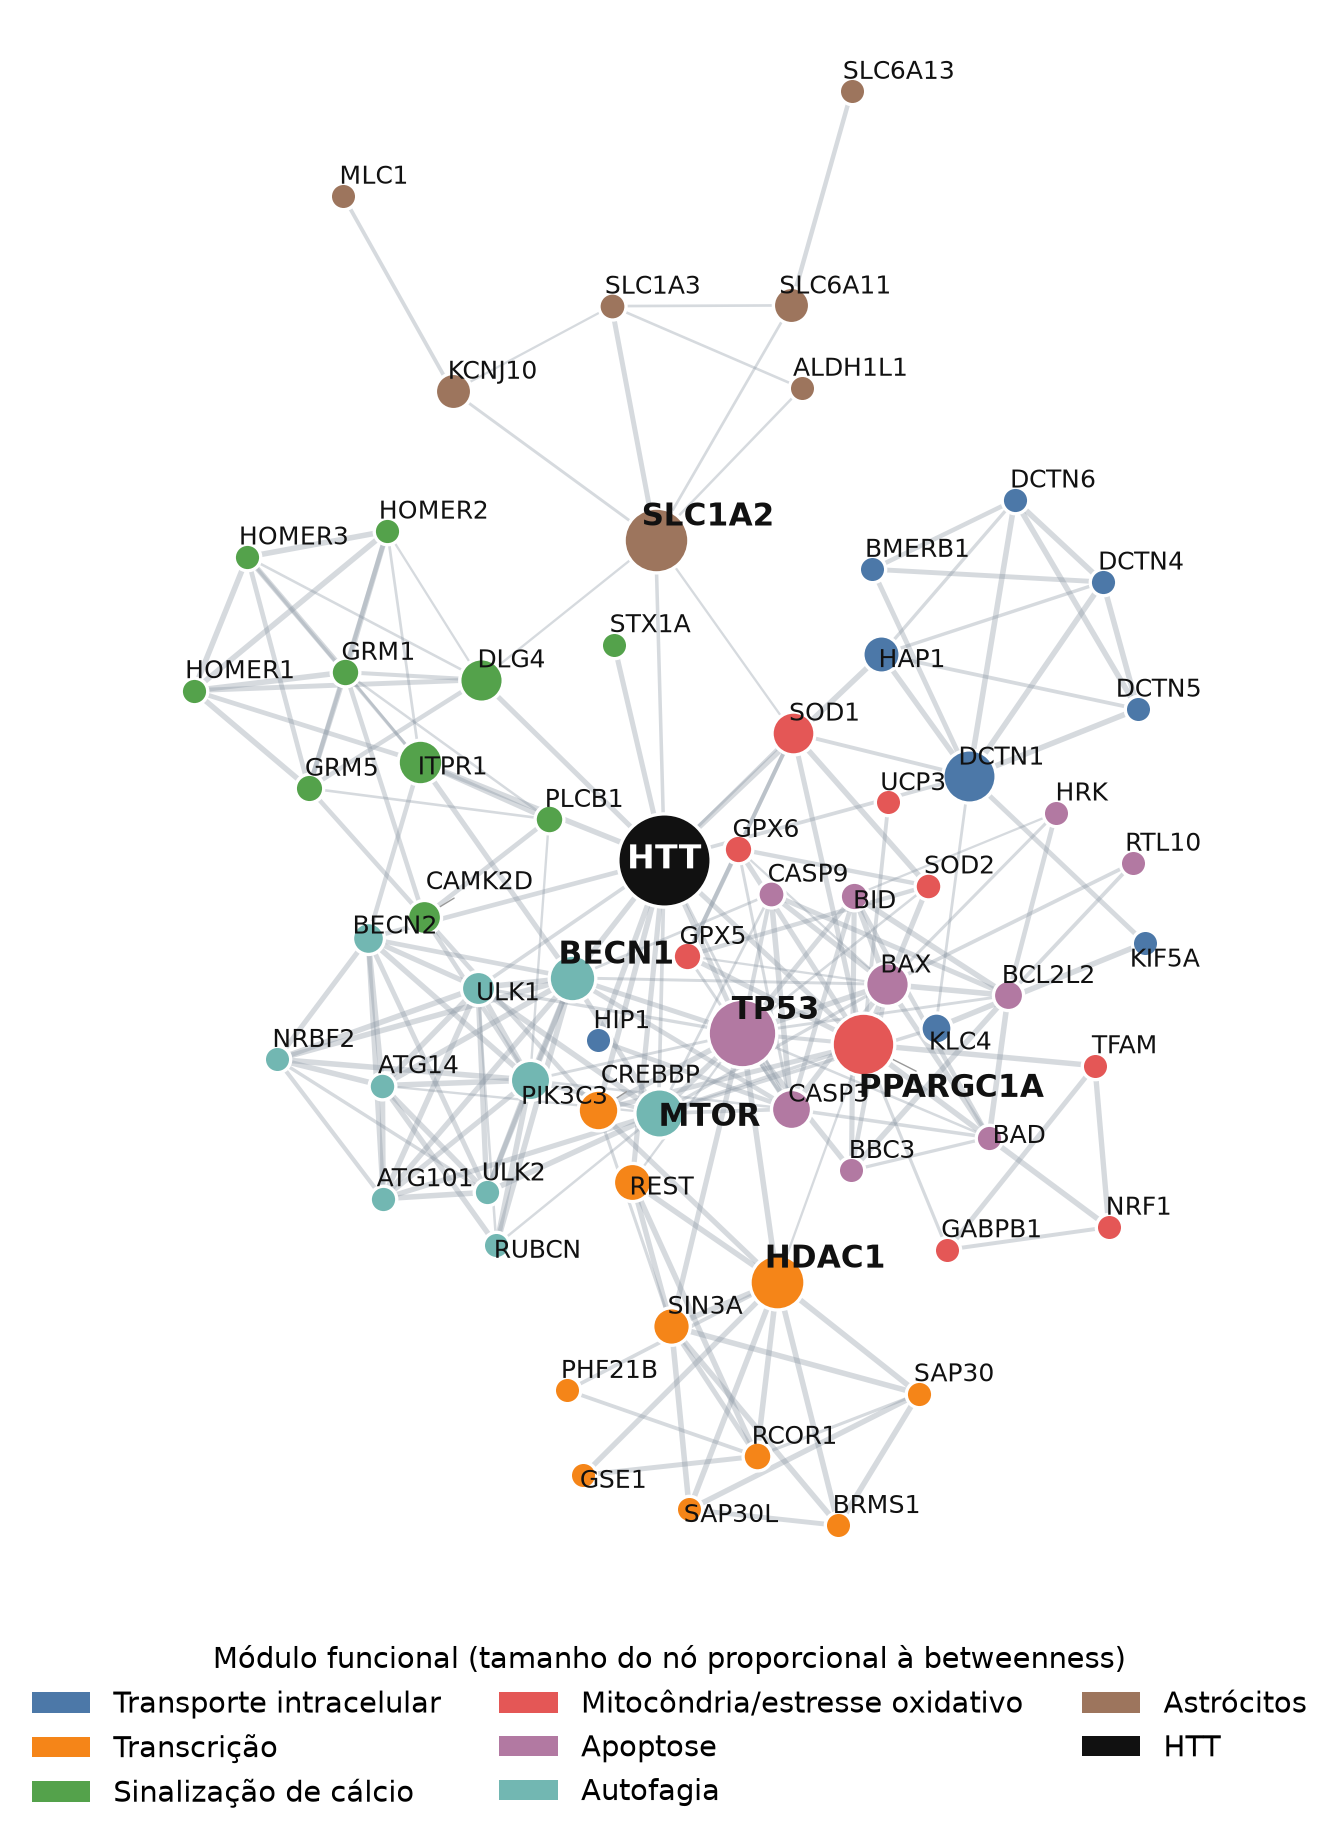 SLC6A13
MLC1
SLC1A3
SLC6A11
KCNJ10
ALDH1L1
DCTN6
HOMER2
SLC1A2
HOMER3
BMERB1
DCTN4
STX1A
GRM1
DLG4
HAP1
HOMER1
DCTN5
SOD1
DCTN1
ITPR1
GRM5
UCP3
HRK
PLCB1
GPX6
RTL10
HTT
SOD2
CASP9
CAMK2D
BID
BECN2
GPX5
BECN1
KIF5A
BAX
BCL2L2
ULK1
TP53
HIP1
NRBF2
KLC4
TFAM
ATG14
CREBBP
PPARGC1A
PIK3C3
CASP3
MTOR
BAD
BBC3
ATG101
ULK2
REST
NRF1
GABPB1
RUBCN
HDAC1
SIN3A
PHF21B
SAP30
RCOR1
GSE1
BRMS1
SAP30L
Módulo funcional (tamanho do nó proporcional à betweenness)
Transporte intracelular
Transcrição
Sinalização de cálcio
Mitocôndria/estresse oxidativo
Apoptose
Autofagia
Astrócitos
HTT